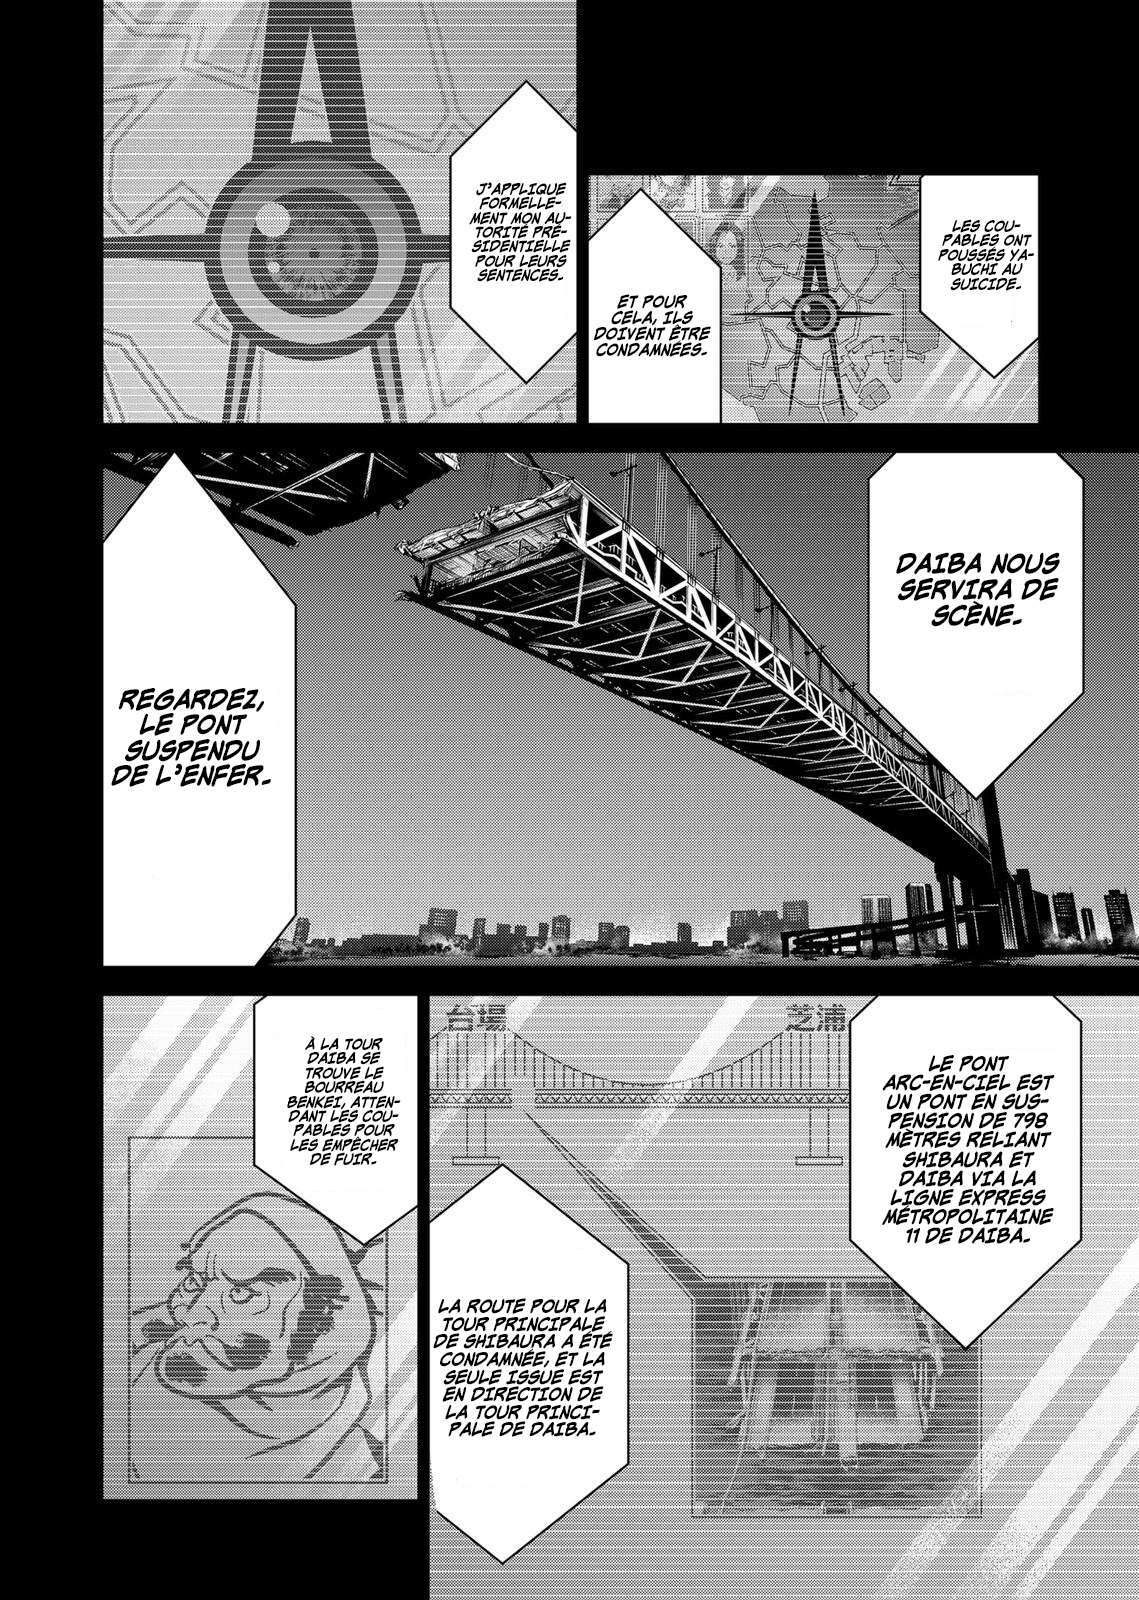 LES COU-
PABLES ONT
POUSSÉS YA-
BUCHI AU
SUICIDE.
ET POUR
CELA, ILS
DOIVENT ÊTRE
CONDAMNÉES.
J'APPLIQUE
FORMELLE-
MENT MON AU-
TORITÉ PRÉ-
SIDENTIELLE
POUR LEURS
SENTENCES.
DAIBA NOUS
SERVIRA DE
SCÈNE.
REGARDEZ,
LE PONT
SUSPENDU
DE L'ENFER.
芝浦
台場
LE PONT
ARC-EN-CIEL EST
UN PONT EN SUS-
PENSION DE 798
MÈTRES RELIANT
SHIBAURA ET
DAIBA VIA LA
LIGNE EXPRESS
MÉTROPOLITAINE
11 DE DAIBA.
LA ROUTE POUR LA
TOUR PRINCIPALE
DE SHIBAURA A ÉTÉ
CONDAMNÉE, ET LA
SEULE ISSUE EST
EN DIRECTION DE
LA TOUR PRINCI-
PALE DE DAIBA.
À LA TOUR
DAIBA SE
TROUVE LE
BOURREAU
BENKEI, ATTEN-
DANT LES COU-
PABLES POUR
LES EMPÊCHER
DE FUIR.